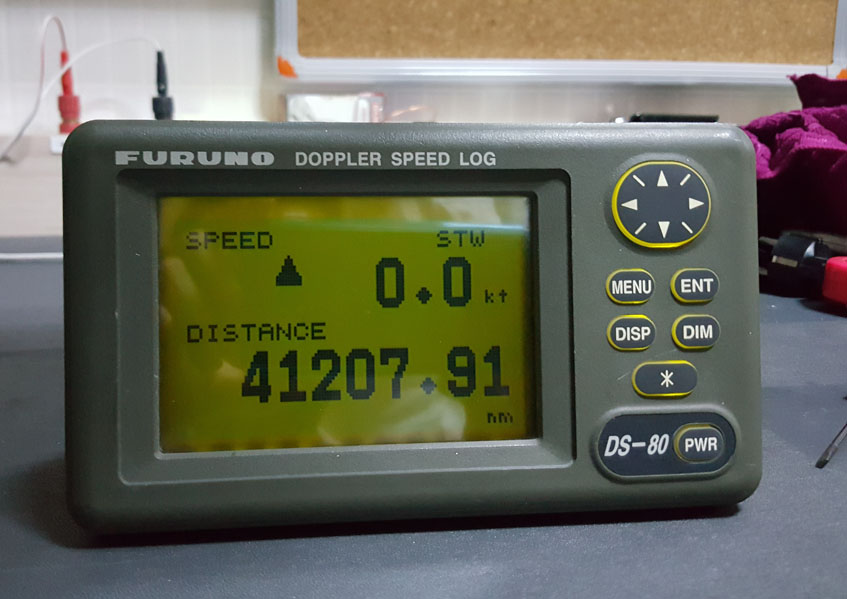 FURUNO DOPPLER SPEED LOG
SPEED STW
0.0 kt
DISTANCE
41207.91
nm
MENU ENT
DISP DIM
DS-80 PWR